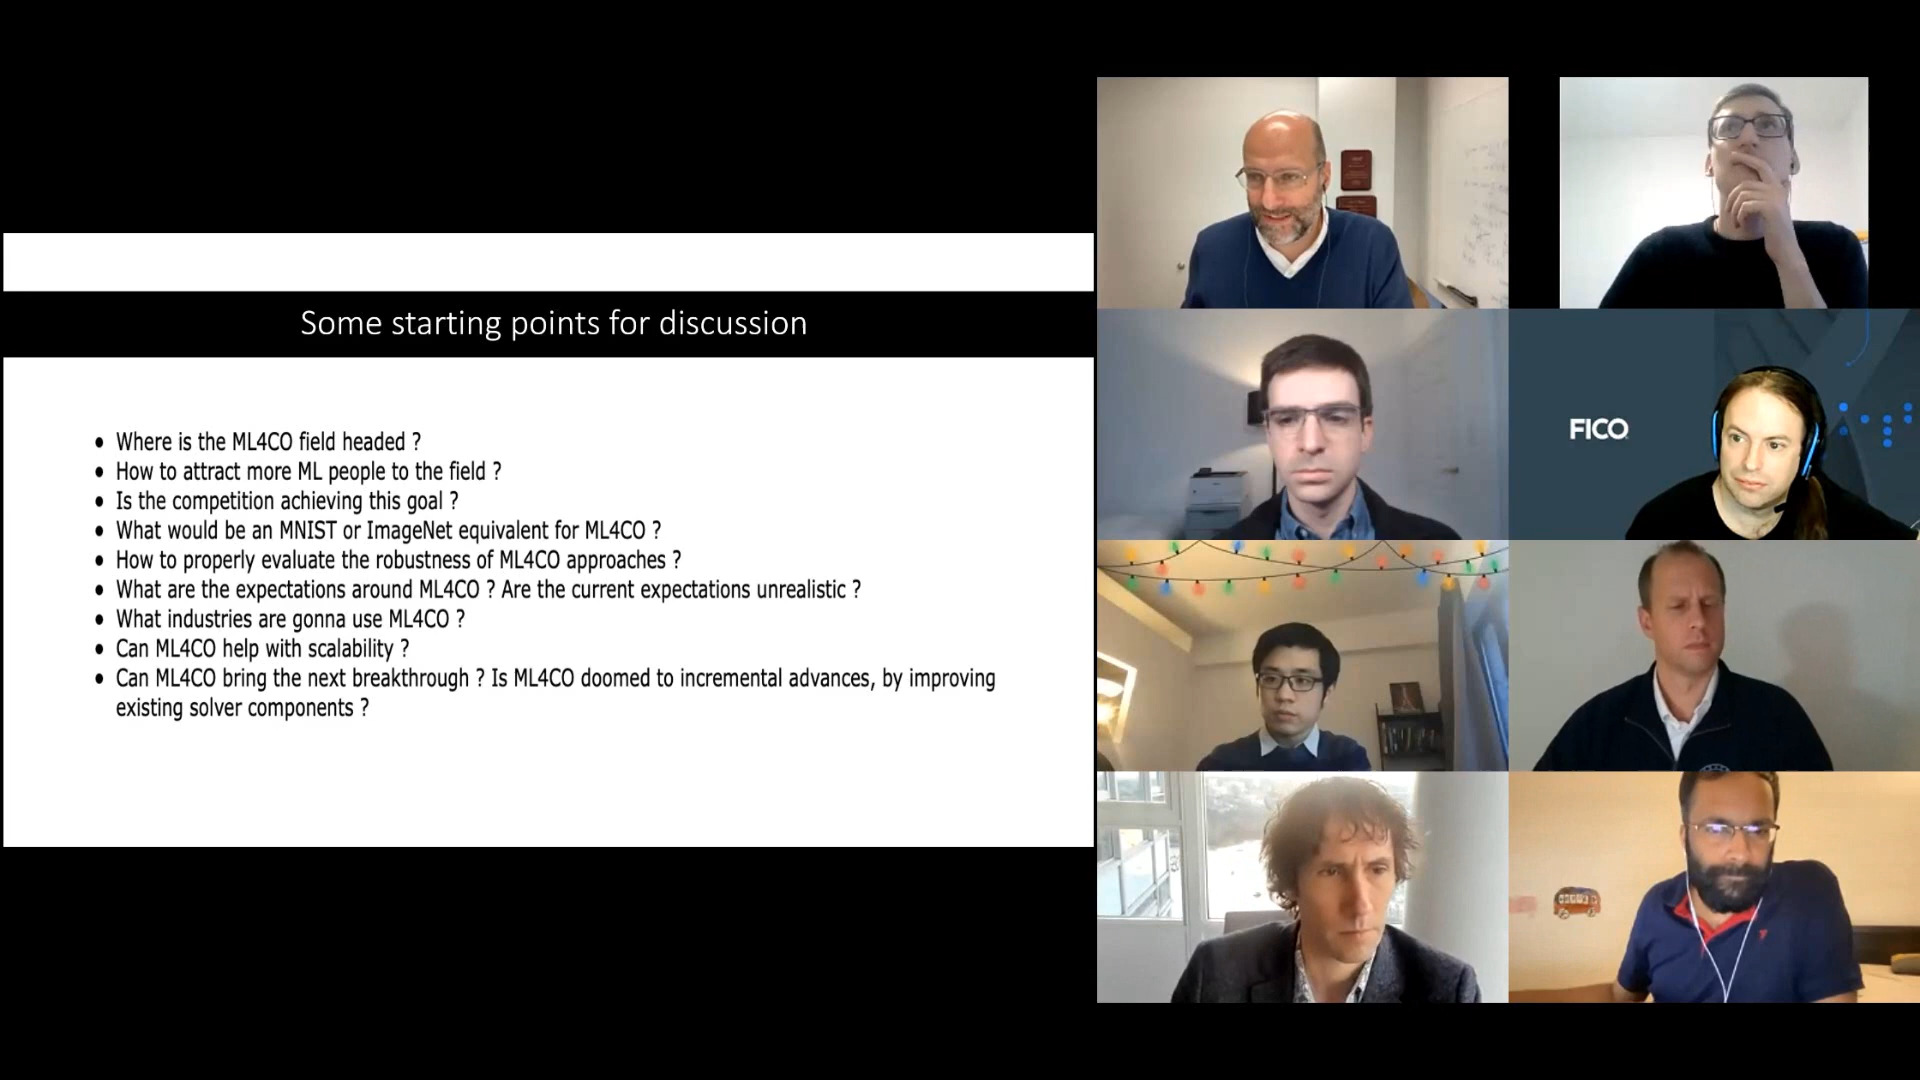 Some starting points for discussion
• Where is the ML4CO field headed ?
• How to attract more ML people to the field ?
• Is the competition achieving this goal ?
• What would be an MNIST or ImageNet equivalent for ML4CO ?
• How to properly evaluate the robustness of ML4CO approaches ?
• What are the expectations around ML4CO ? Are the current expectations unrealistic ?
• What industries are gonna use ML4CO ?
• Can ML4CO help with scalability ?
• Can ML4CO bring the next breakthrough ? Is ML4CO doomed to incremental advances, by improving
existing solver components ?
FICO